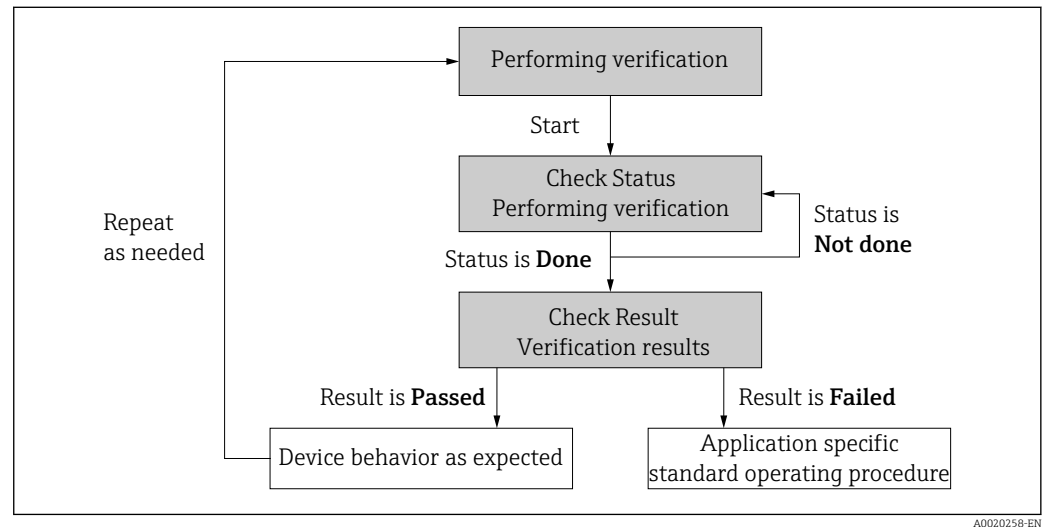 Performing verification
Start
Check Status
Performing verification
Repeat
as needed
Status is
Not done
Status is Done
Check Result
Verification results
Result is Passed
Result is Failed
Device behavior as expected
Application specific
standard operating procedure
A0020258-EN